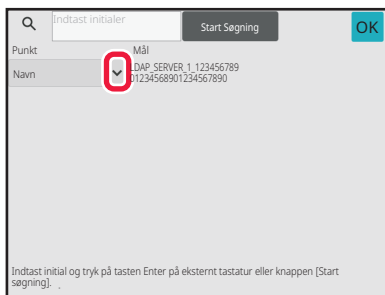 Indtast initialer
Start Søgning
OK
Punkt
Mål
Navn
LDAP_SERVER_1_123456789
01234568901234567890
Indtast initial og tryk på tasten Enter på eksternt tastatur eller knappen [Start
søgning].